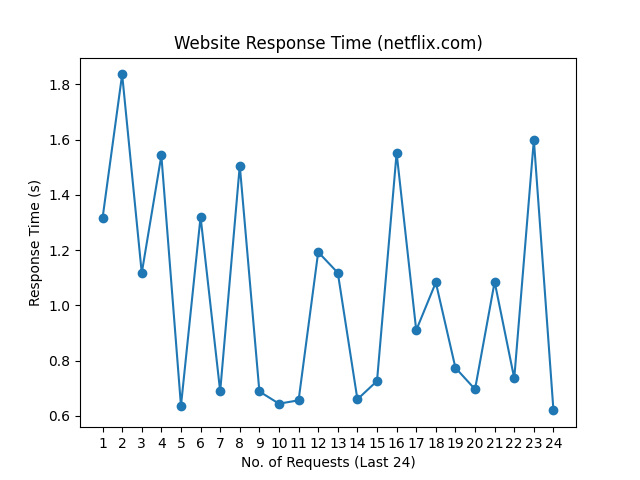 Website Response Time (netflix.com)
1.8
1.6
1.4
1.2
1.0
0.8
0.6
Response Time (s)
1 2 3 4 5 6 7 8 9 10 11 12 13 14 15 16 17 18 19 20 21 22 23 24
No. of Requests (Last 24)